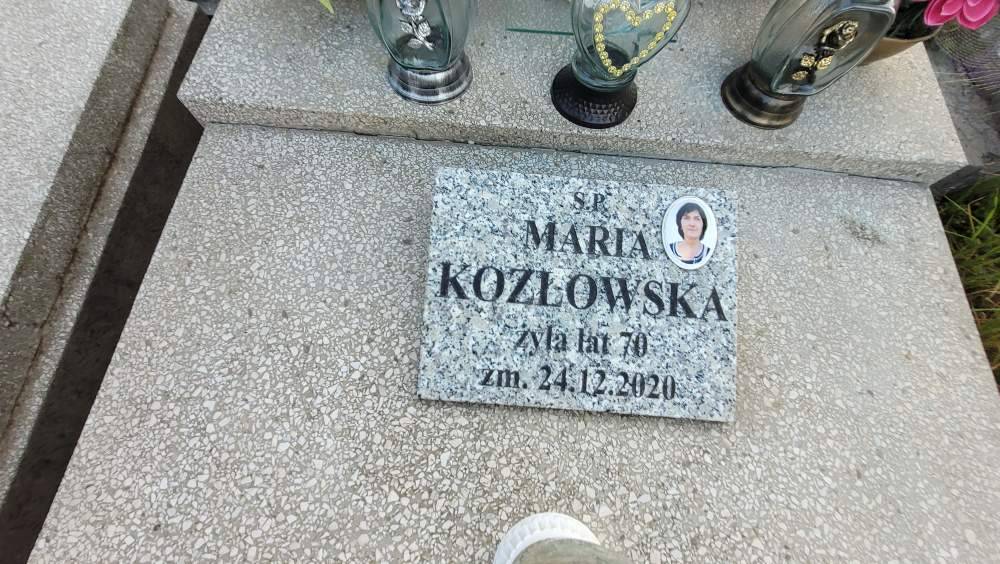 Ś.P.
MARIA
KOZŁOWSKA
żyła lat 70
zm. 24.12.2020